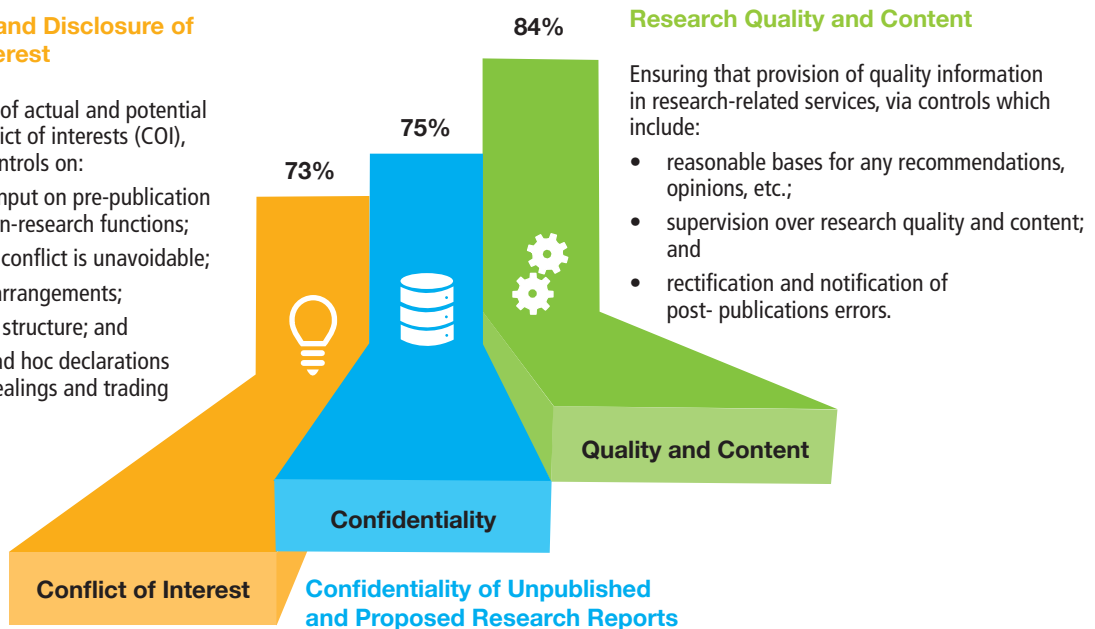 and Disclosure of
erest
of actual and potential
ict of interests (COI),
ntrols on:
nput on pre-publication
n-research functions;
conflict is unavoidable;
arrangements;
structure; and
ad hoc declarations
ealings and trading
73%
75%
84%
Research Quality and Content
Ensuring that provision of quality information
in research-related services, via controls which
include:
• reasonable bases for any recommendations,
opinions, etc.;
• supervision over research quality and content;
and
• rectification and notification of
post- publications errors.
Quality and Content
Confidentiality
Conflict of Interest
Confidentiality of Unpublished
and Proposed Research Reports